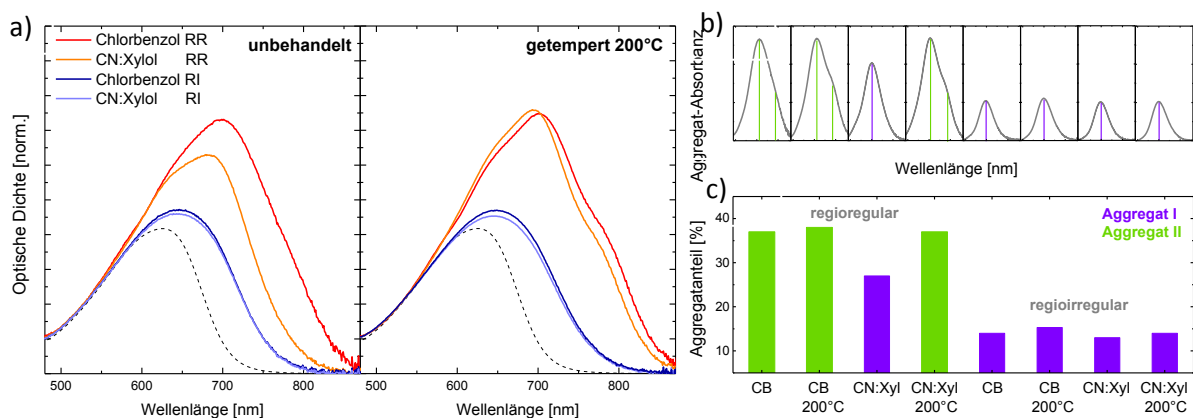 a)
Chlorbenzol RR
CN:Xylol RR
Chlorbenzol RI
CN:Xylol RI
unbehandelt
getempert 200°C
Optische Dichte [norm.]
500 600 700 800
500 600 700 800
Wellenlänge [nm]
Wellenlänge [nm]
b)
Aggregat-Absorbanz
Wellenlänge [nm]
c)
Aggregatanteil [%]
40
30
20
10
regioregular
Aggregat I
Aggregat II
regioirregular
CB CB CN:Xyl CN:Xyl CB CB CN:Xyl CN:Xyl
200°C 200°C 200°C 200°C